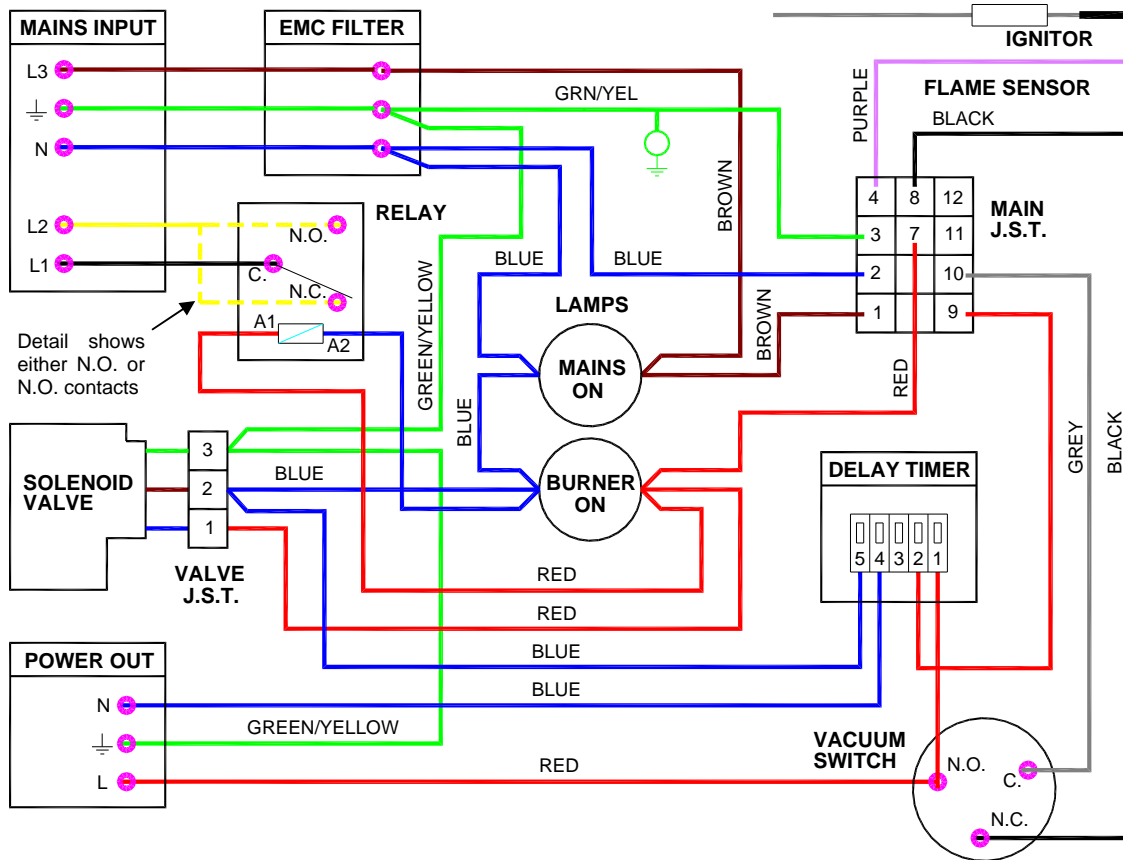 MAINS INPUT
L3
N
L2
L1
EMC FILTER
RELAY
N.O.
C.
N.C.
A1
A2
Detail shows
either N.O. or
N.O. contacts
GRN/YEL
GREEN/YELLOW
BLUE
BLUE
BLUE
BROWN
BROWN
IGNITOR
FLAME SENSOR
PURPLE
BLACK
MAIN
J.S.T.
4 8 12
3 7 11
2 10
1 9
LAMPS
MAINS
ON
BURNER
ON
RED
GREY
BLACK
SOLENOID
VALVE
3
2
1
VALVE
J.S.T.
BLUE
RED
RED
BLUE
BLUE
DELAY TIMER
5 4 3 2 1
POWER OUT
N
L
GREEN/YELLOW
RED
VACUUM
SWITCH
N.O.
C.
N.C.